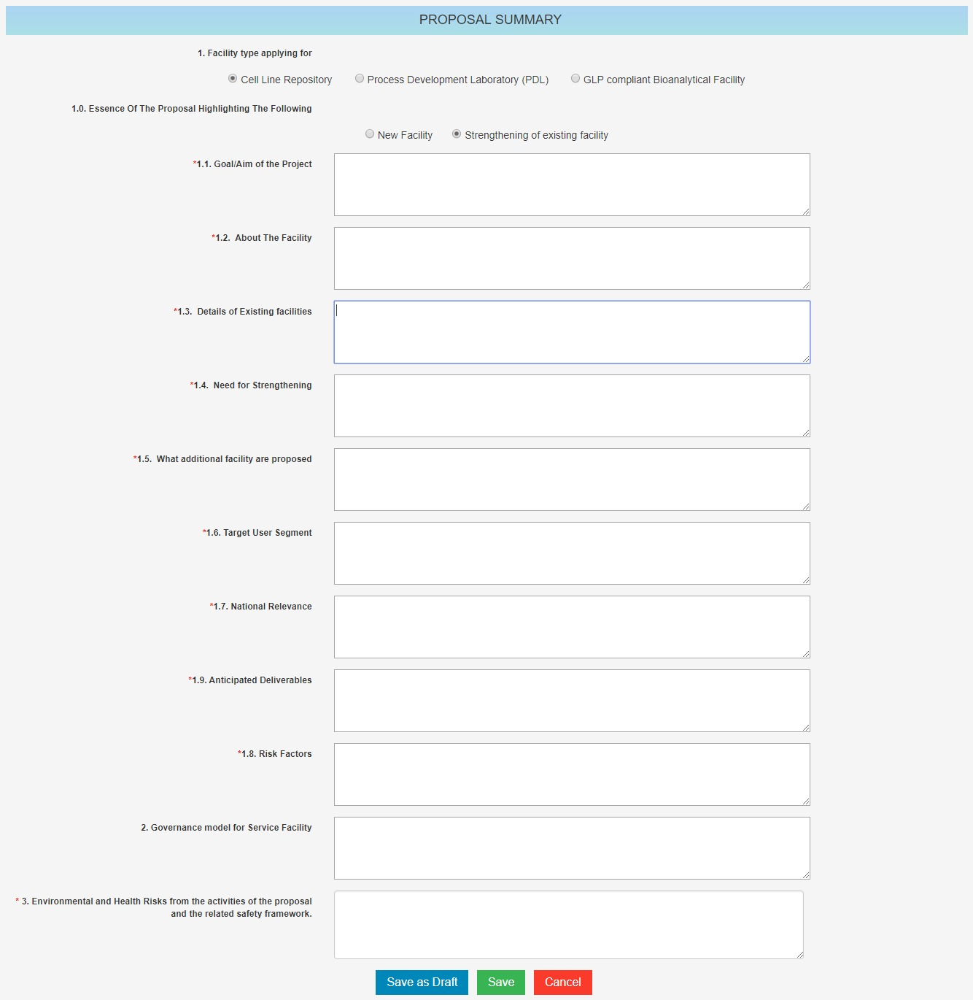 PROPOSAL SUMMARY
1. Facility type applying for
Cell Line Repository Process Development Laboratory (PDL) GLP compliant Bioanalytical Facility
1.0. Essence Of The Proposal Highlighting The Following
New Facility Strengthening of existing facility
*1.1. Goal/Aim of the Project
*1.2. About The Facility
*1.3. Details of Existing facilities
*1.4. Need for Strengthening
*1.5. What additional facility are proposed
*1.6. Target User Segment
*1.7. National Relevance
*1.9. Anticipated Deliverables
*1.8. Risk Factors
2. Governance model for Service Facility
* 3. Environmental and Health Risks from the activities of the proposal
and the related safety framework.
Save as Draft Save Cancel